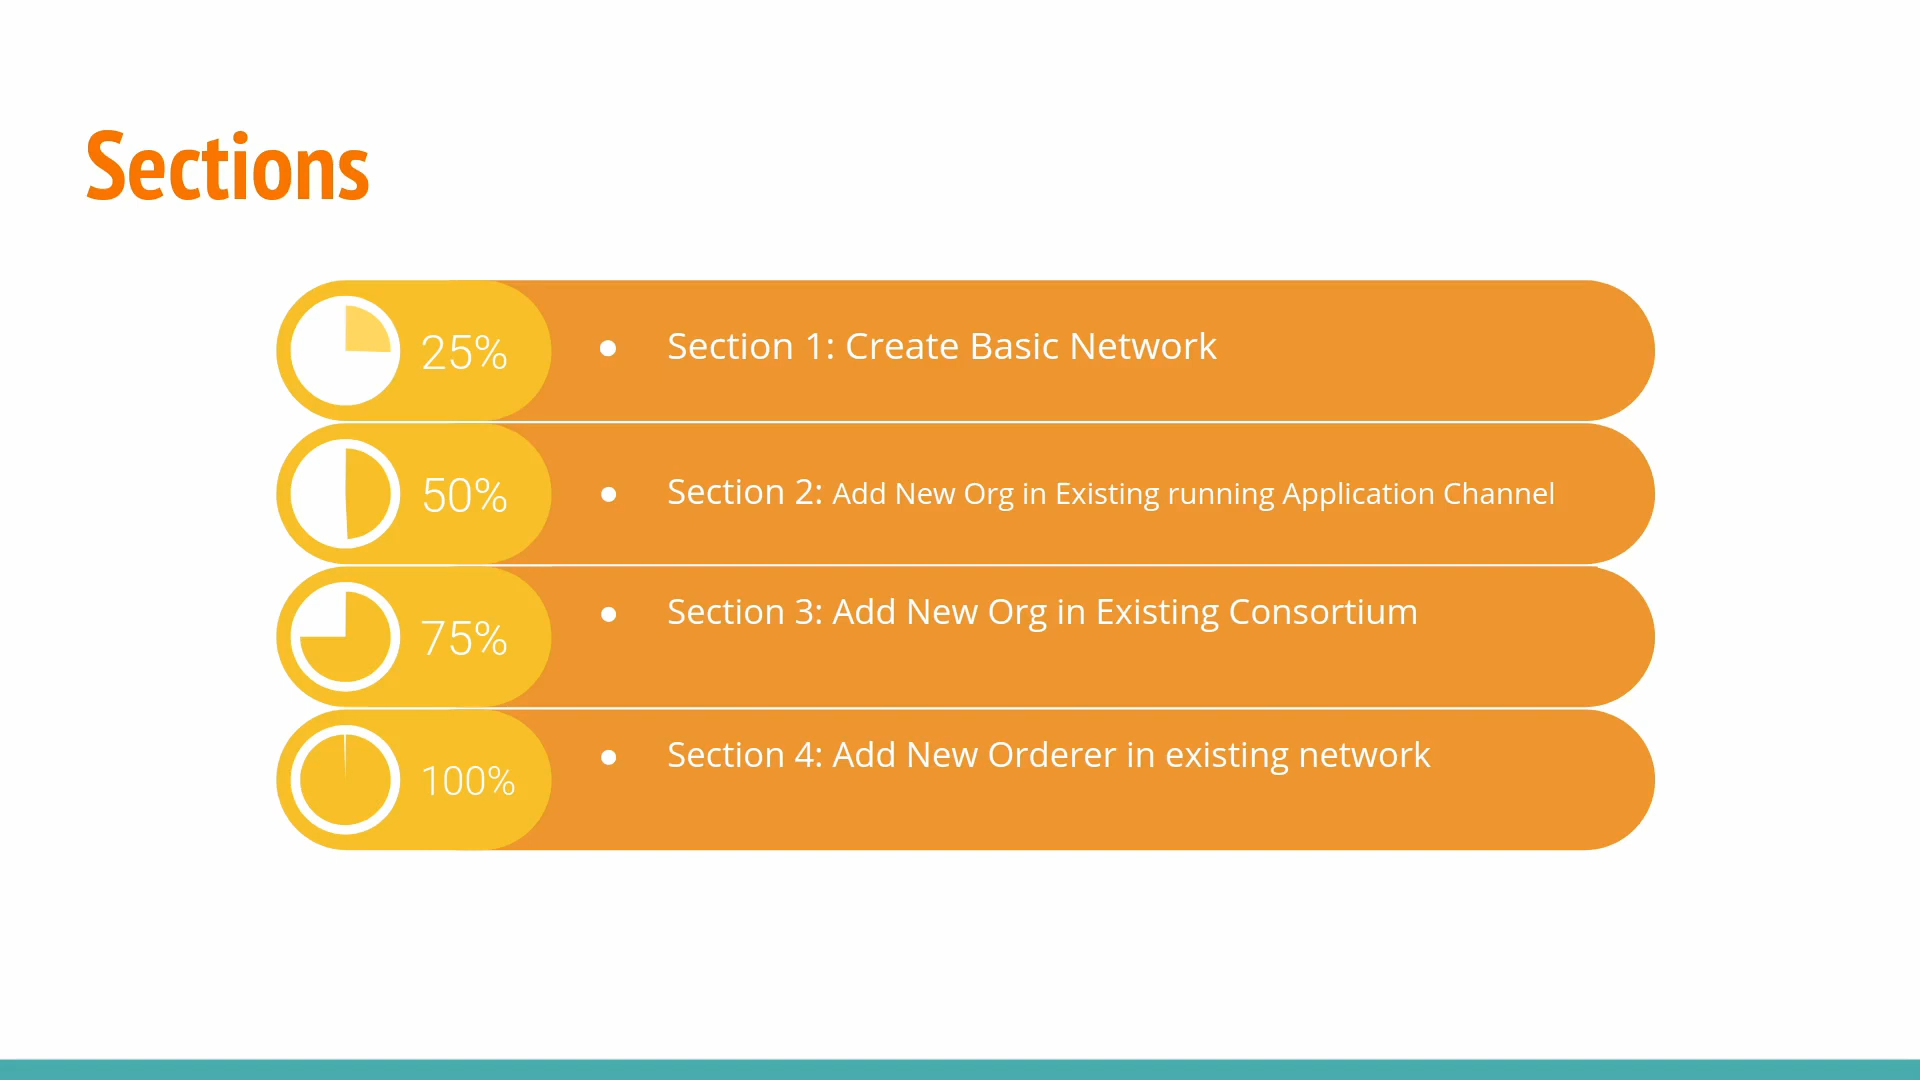 Sections
25%
● Section 1: Create Basic Network
50%
● Section 2: Add New Org in Existing running Application Channel
75%
● Section 3: Add New Org in Existing Consortium
100%
● Section 4: Add New Orderer in existing network